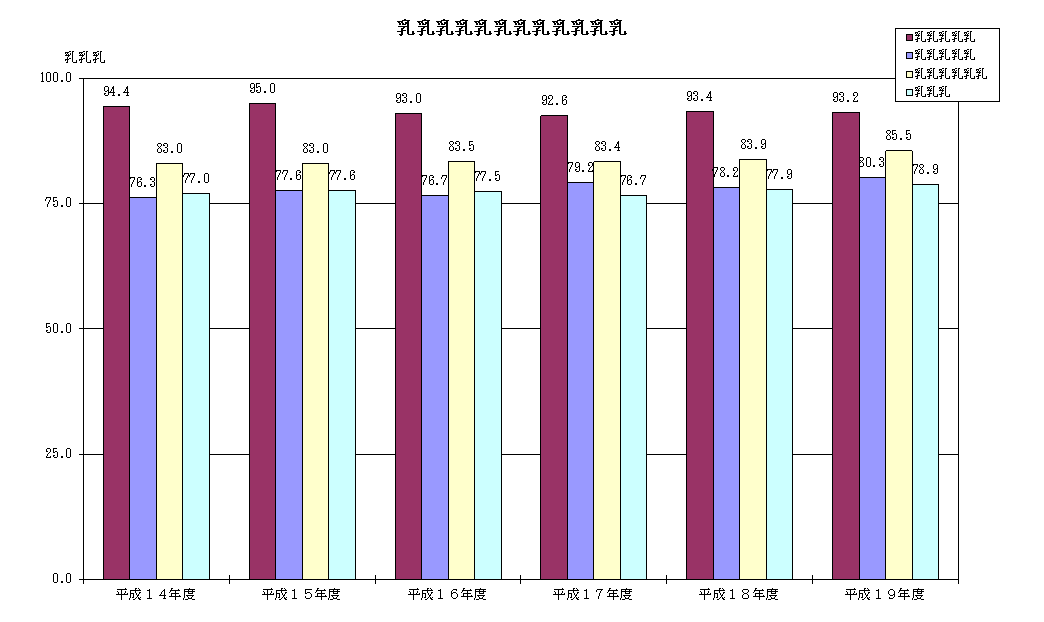 乳乳乳乳乳乳乳乳乳乳乳乳
乳乳乳乳乳
乳乳乳乳乳
乳乳乳乳乳乳
乳乳乳
乳乳乳
100.0
75.0
50.0
25.0
0.0
94.4 76.3 83.0 77.0
95.0 77.6 83.0 77.6
93.0 76.7 83.5 77.5
92.6 79.2 83.4 76.7
93.4 78.2 83.9 77.9
93.2 80.3 85.5 78.9
平成１４年度 平成１５年度 平成１６年度 平成１７年度 平成１８年度 平成１９年度